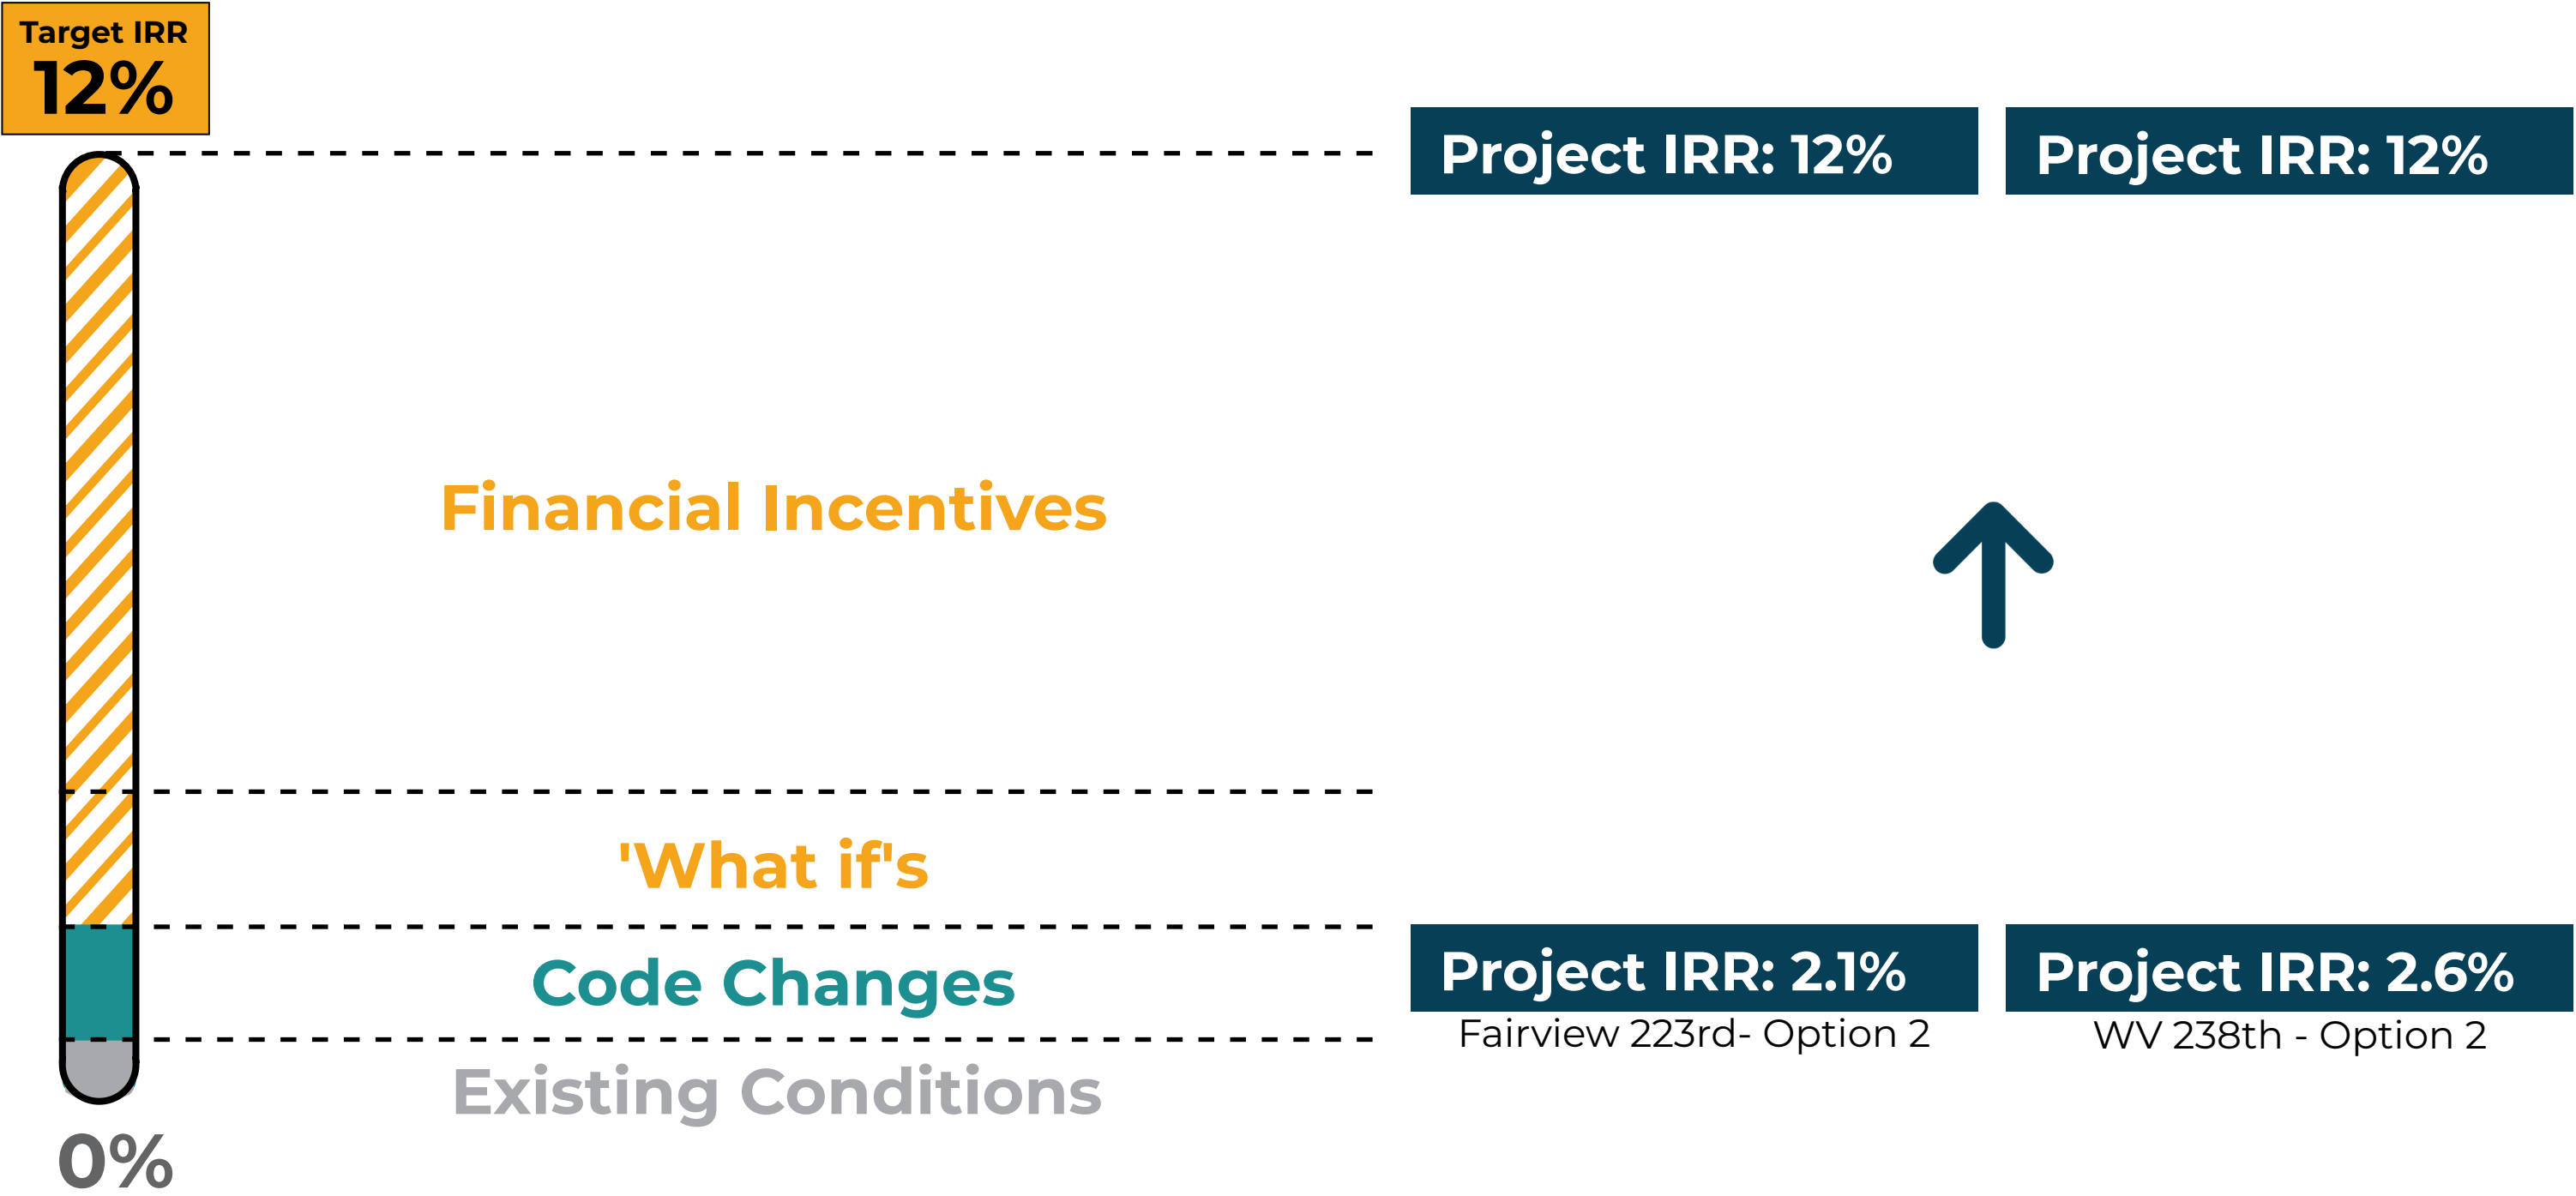 Target IRR
12%
Project IRR: 12%
Project IRR: 12%
Financial Incentives
'What if's
Code Changes
Project IRR: 2.1%
Project IRR: 2.6%
Fairview 223rd- Option 2
WV 238th - Option 2
Existing Conditions
0%